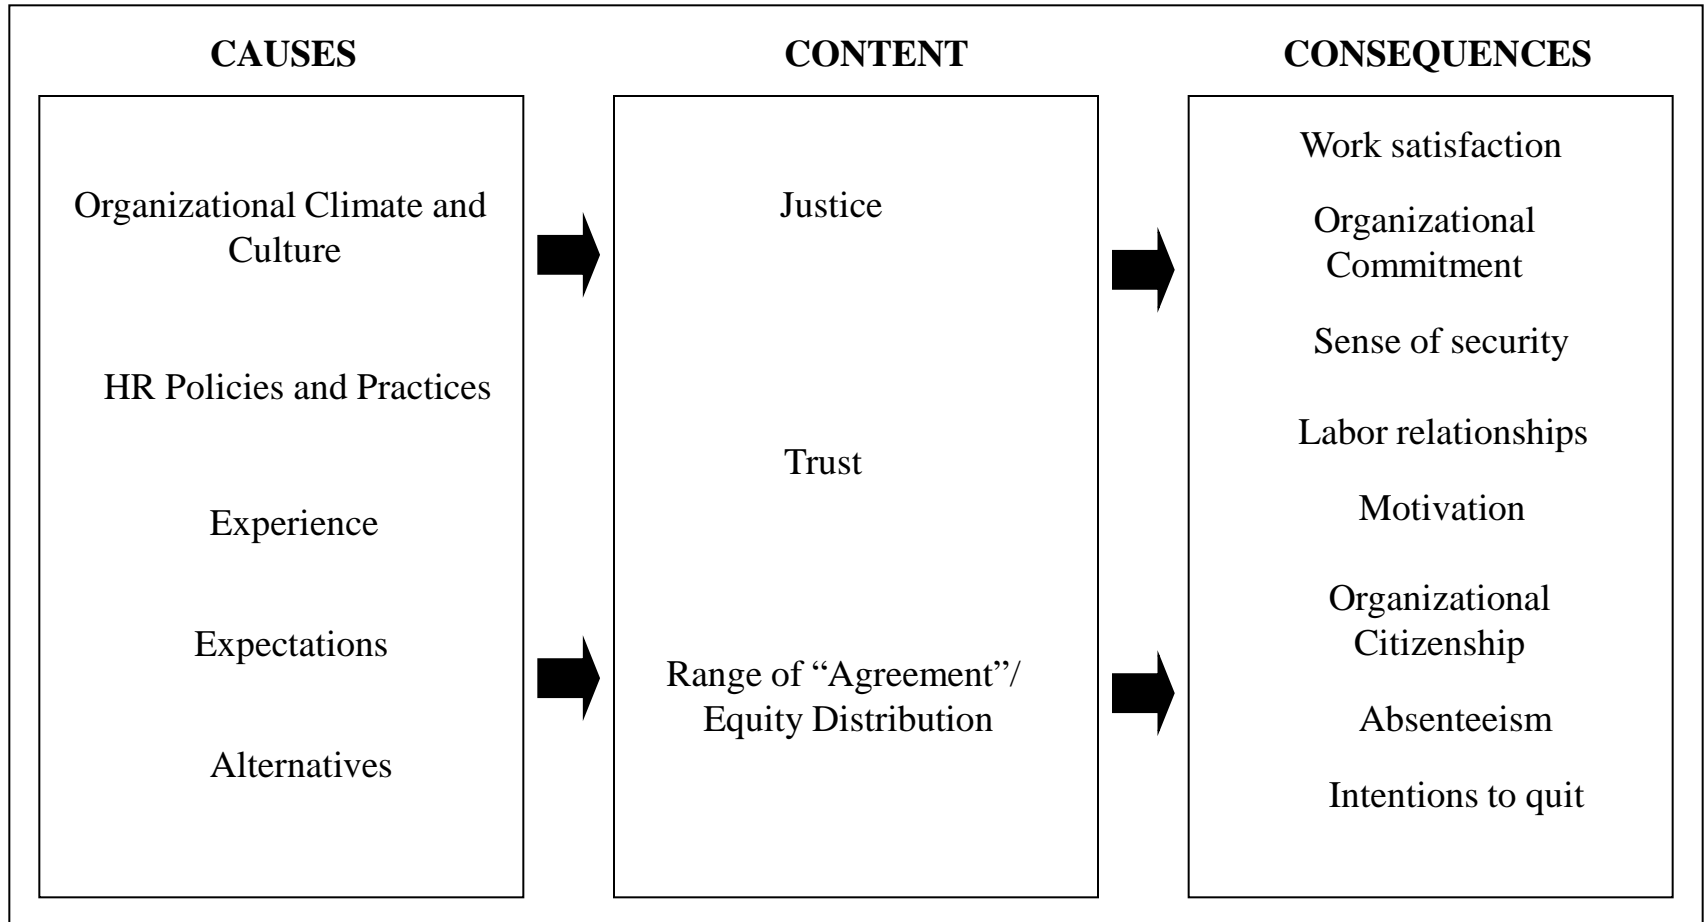 CAUSES
Organizational Climate and
Culture
HR Policies and Practices
Experience
Expectations
Alternatives
CONTENT
Justice
Trust
Range of “Agreement”/
Equity Distribution
CONSEQUENCES
Work satisfaction
Organizational
Commitment
Sense of security
Labor relationships
Motivation
Organizational
Citizenship
Absenteeism
Intentions to quit